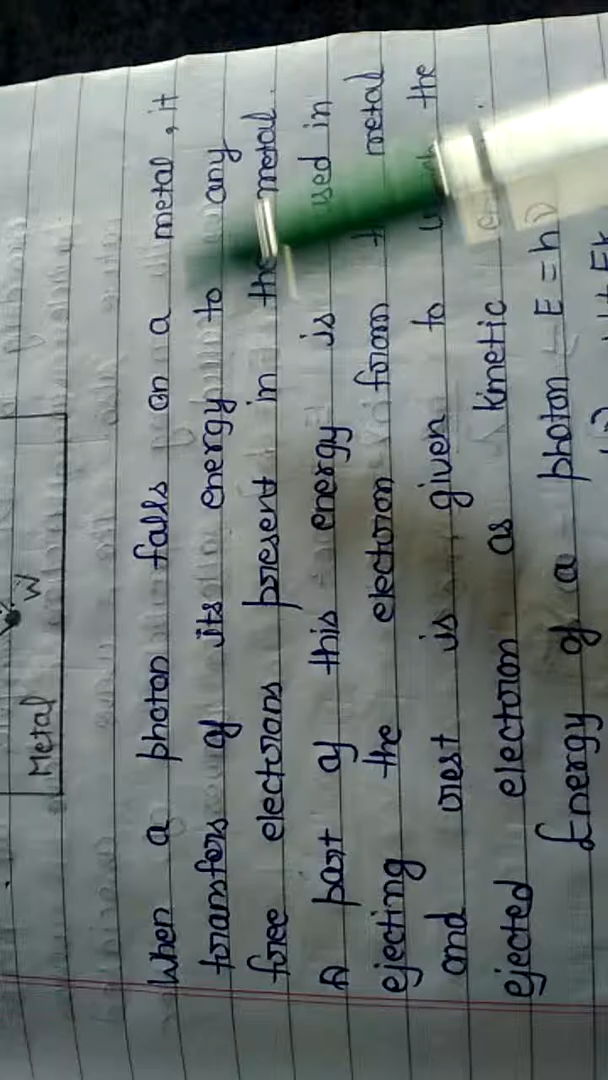 Metal W
When a photon falls on a metal, it
transfers of its energy to any
free electrons present in the metal.
A part of this energy is used in
ejecting the electron from metal
and rest is given to the
ejected electron as kinetic
Energy of a photon E = hν